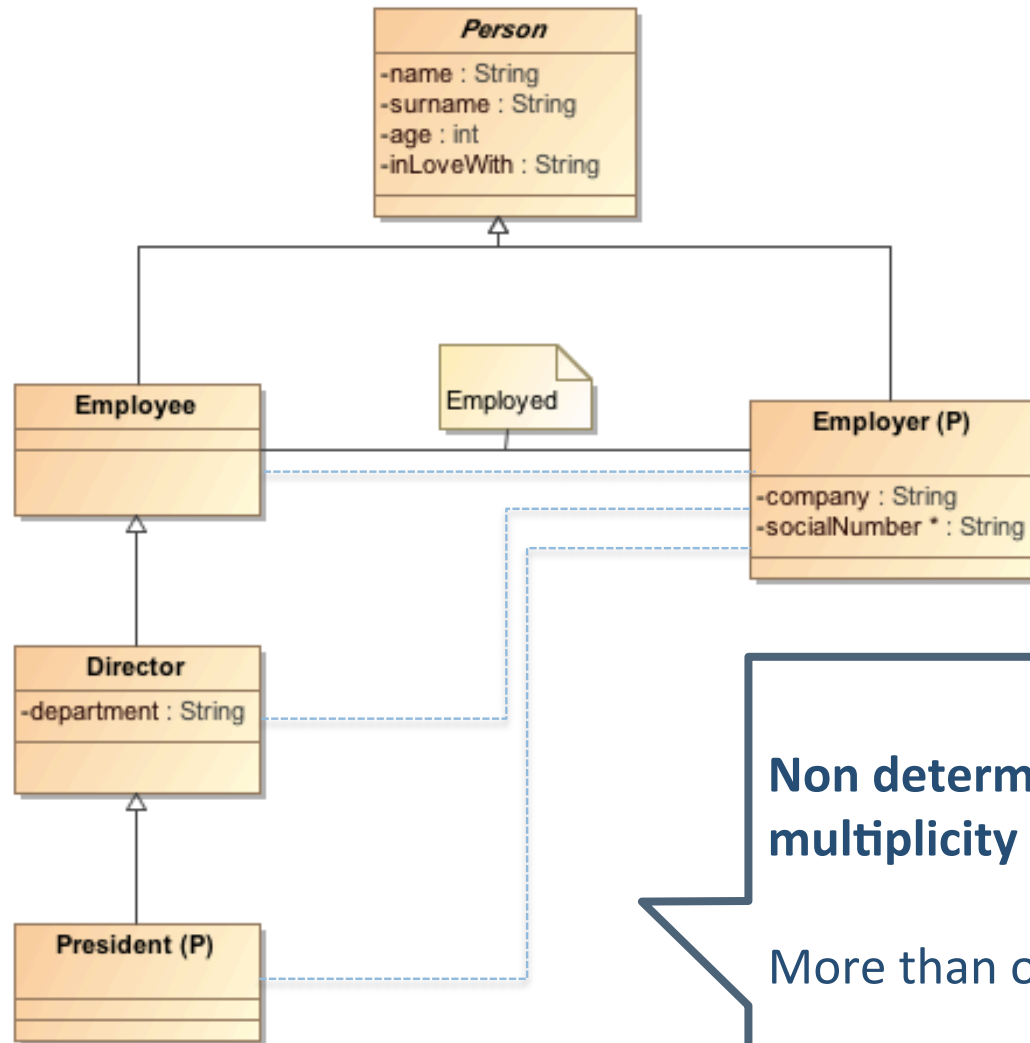 Person
-name : String
-surname : String
-age : int
-inLoveWith : String
Employee
Employed
Employer (P)
-company : String
-socialNumber * : String
Director
-department : String
President (P)
Non determ
multiplicity
More than o